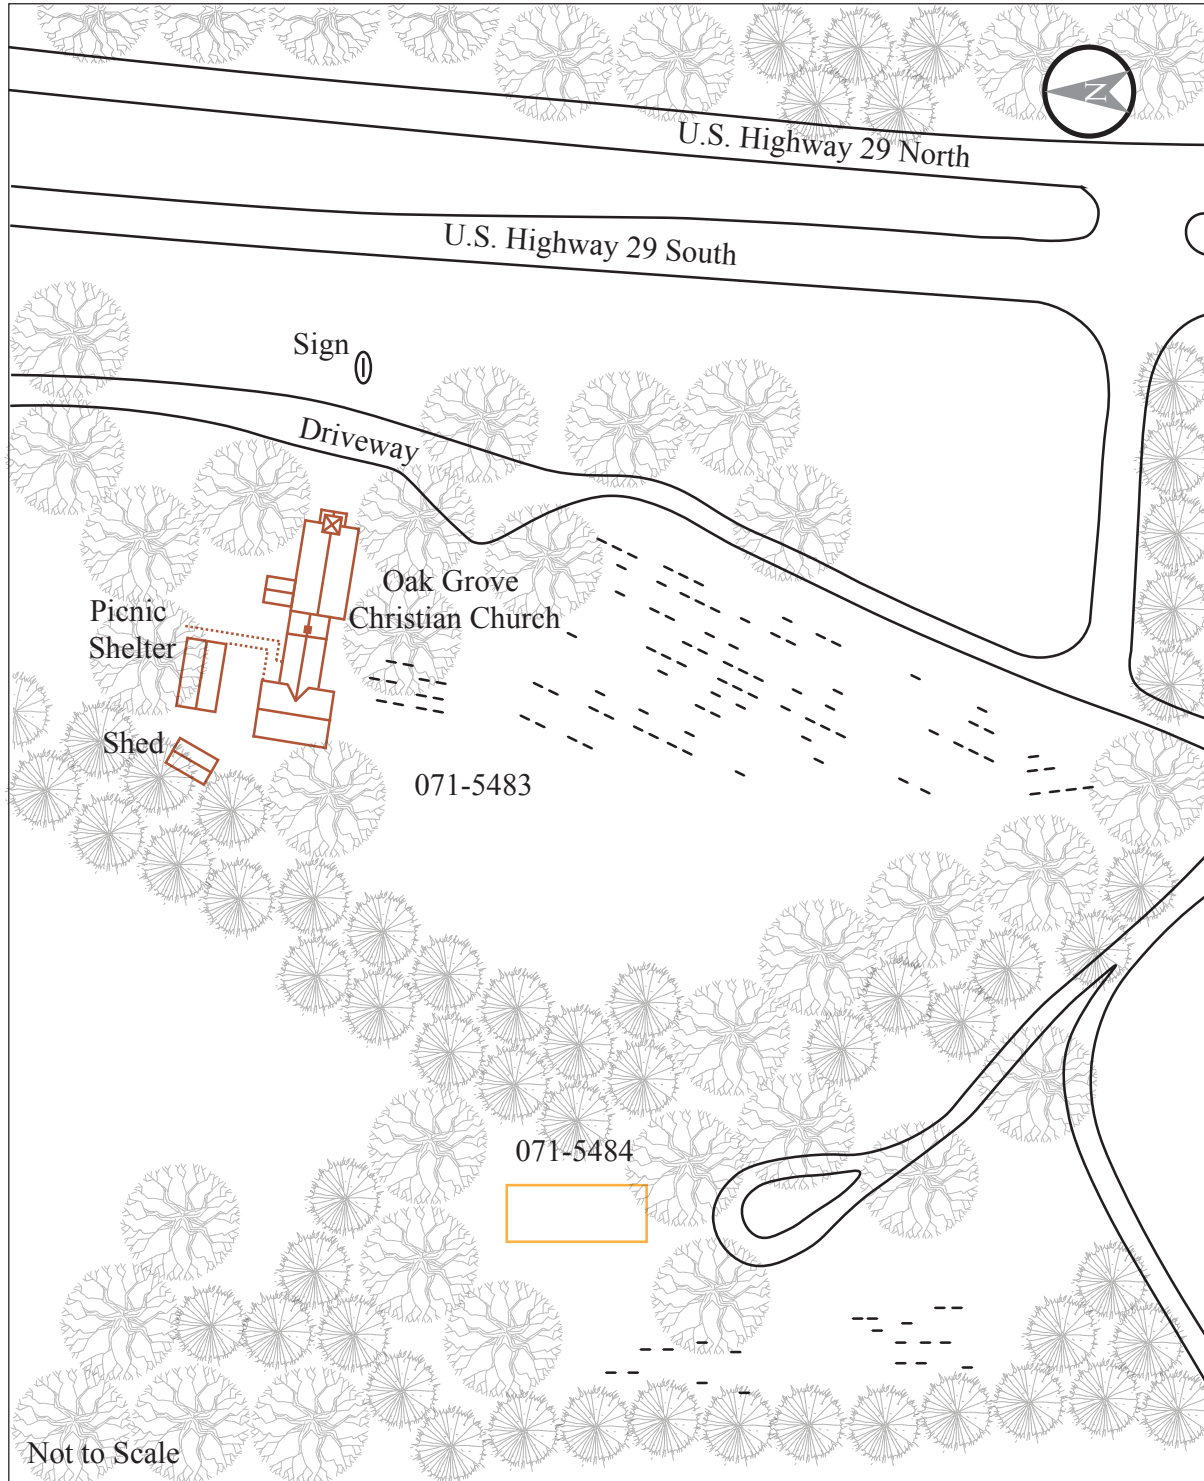 N
U.S. Highway 29 North
U.S. Highway 29 South
Sign
Driveway
Oak Grove
Christian Church
Picnic
Shelter
Shed
071-5483
071-5484
Not to Scale